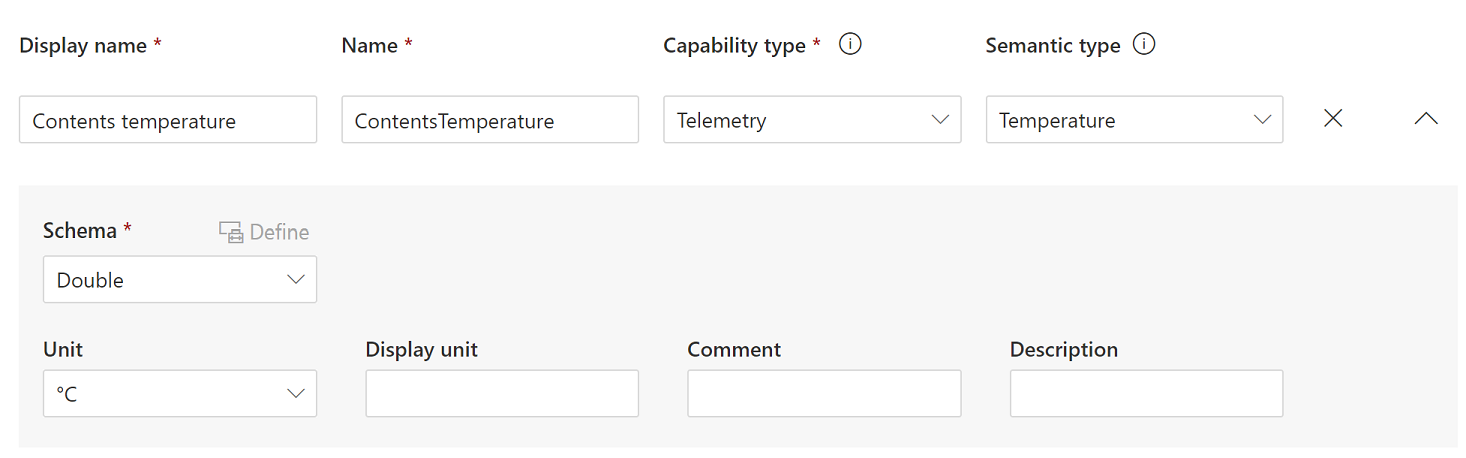 Display name * Name * Capability type * Semantic type
Contents temperature ContentsTemperature Telemetry Temperature
Schema * Define
Double
Unit Display unit Comment Description
°C